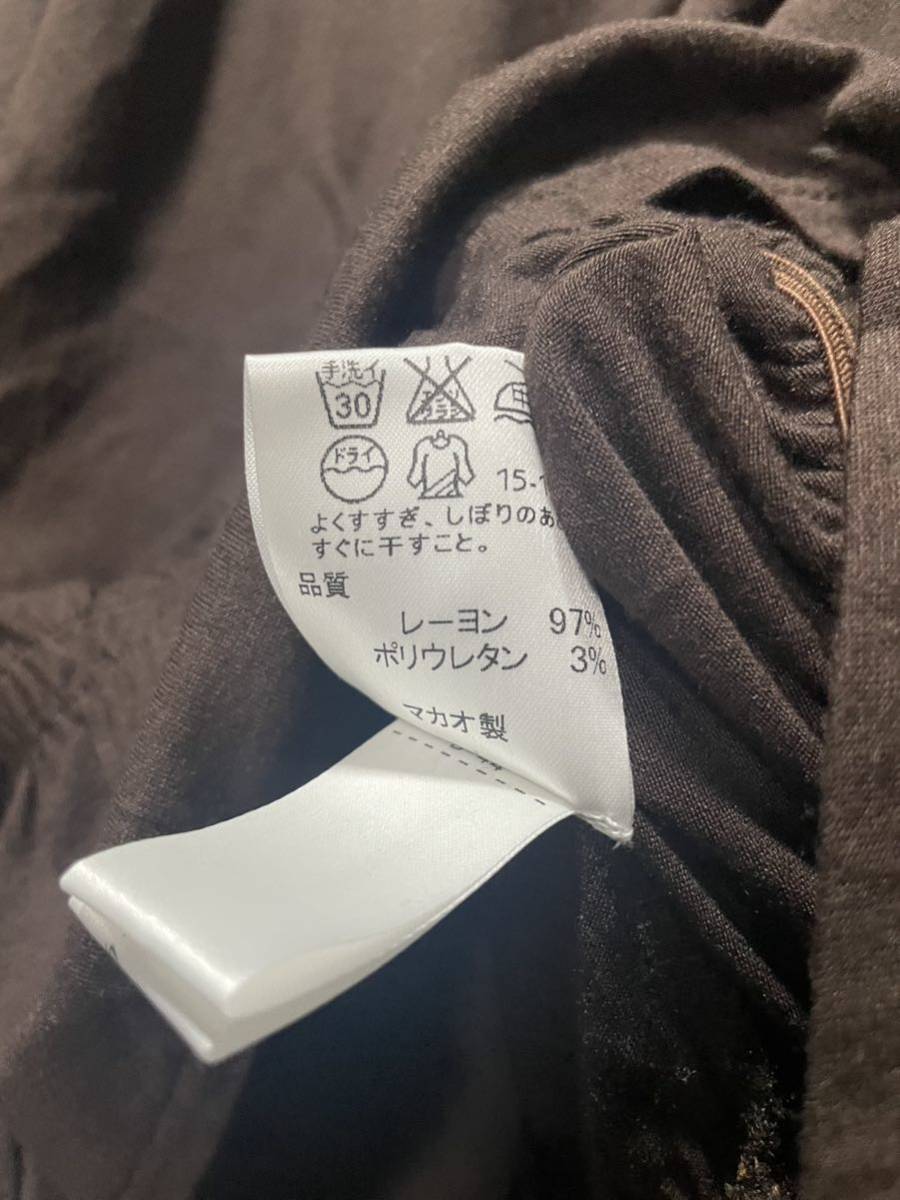 手洗イ
30
ドライ
15-
よくすすぎ、しぼりのあ
すぐに干すこと。
品質
レーヨン 97%
ポリウレタン 3%
マカオ製